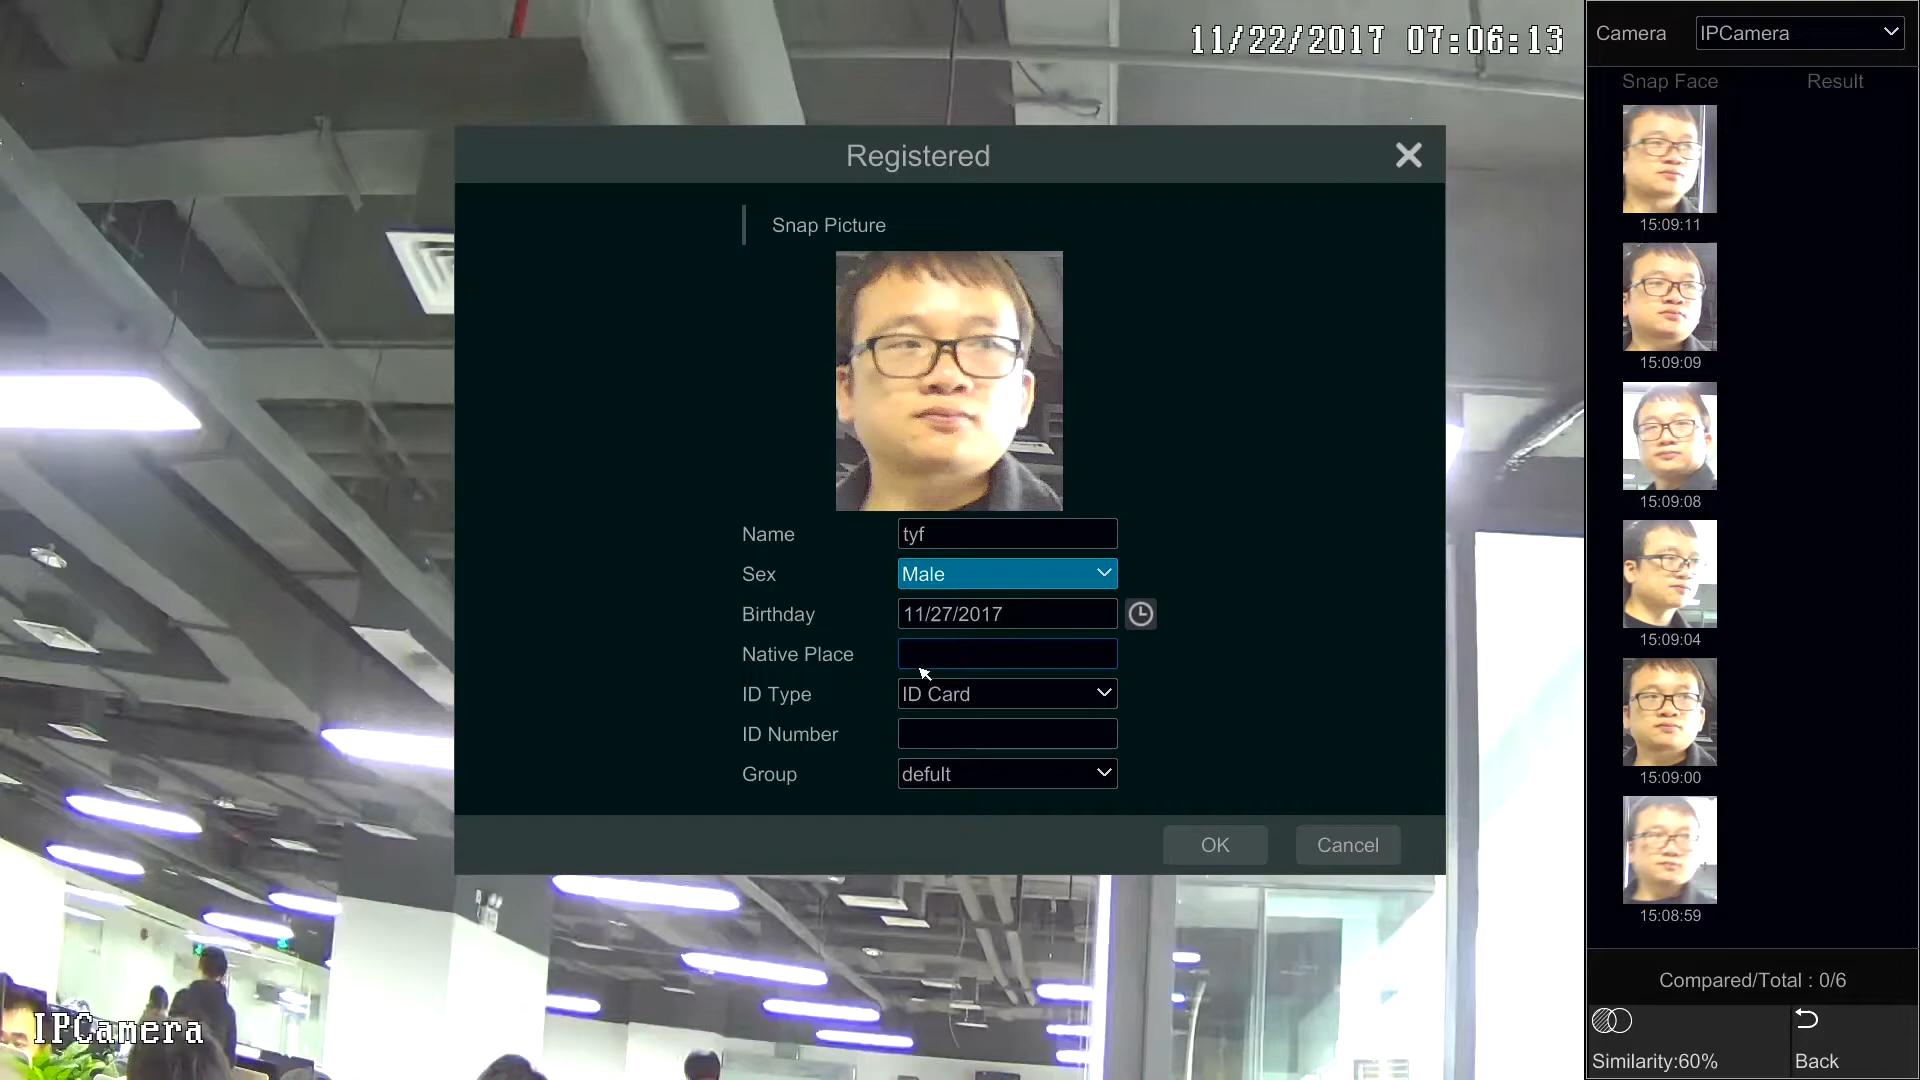 11/22/2017 07:06:13
Camera IPCamera
Snap Face Result
Registered
Snap Picture
Name tyf
Sex Male
Birthday 11/27/2017
Native Place
ID Type ID Card
ID Number
Group defult
OK Cancel
15:09:11
15:09:09
15:09:08
15:09:04
15:09:00
15:08:59
Compared/Total : 0/6
Similarity:60% Back
IPCamera